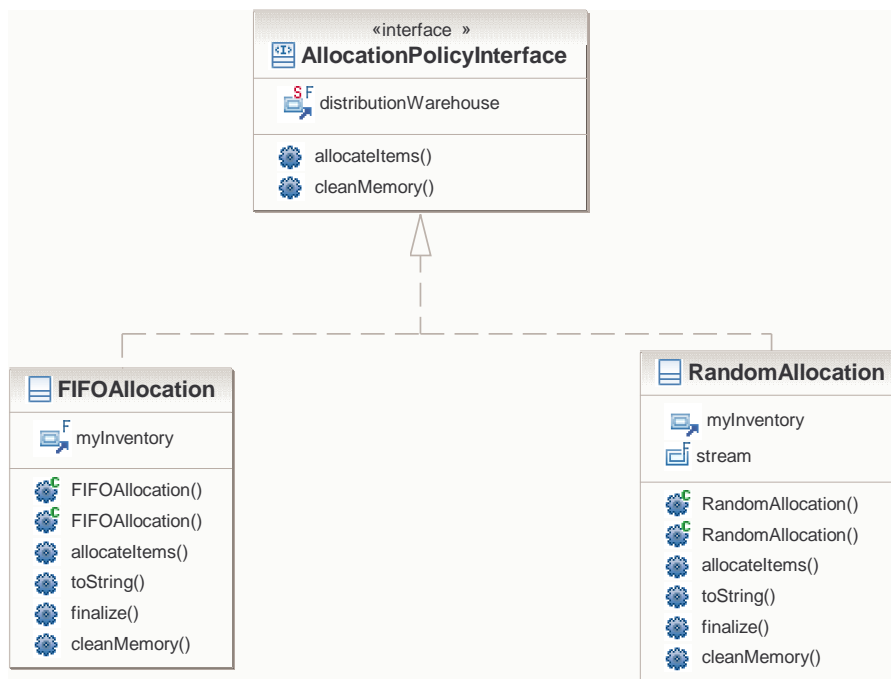 «interface »
AllocationPolicyInterface
S F
distributionWarehouse
allocateItems()
cleanMemory()
FIFOAllocation
F
myInventory
C
FIFOAllocation()
C
FIFOAllocation()
allocateItems()
toString()
finalize()
cleanMemory()
RandomAllocation
myInventory
F
stream
C
RandomAllocation()
C
RandomAllocation()
allocateItems()
toString()
finalize()
cleanMemory()